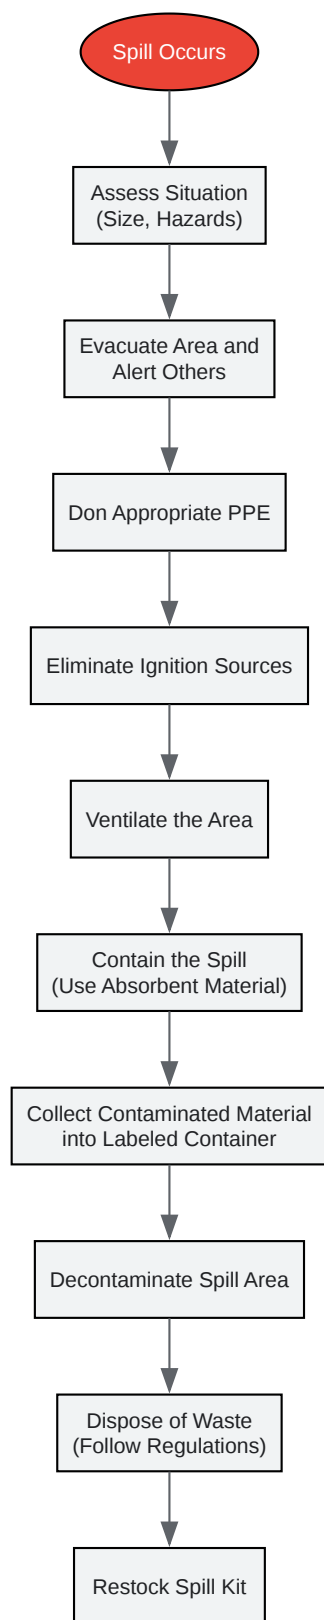 Spill Occurs
Assess Situation
(Size, Hazards)
Evacuate Area and
Alert Others
Don Appropriate PPE
Eliminate Ignition Sources
Ventilate the Area
Contain the Spill
(Use Absorbent Material)
Collect Contaminated Material
into Labeled Container
Decontaminate Spill Area
Dispose of Waste
(Follow Regulations)
Restock Spill Kit